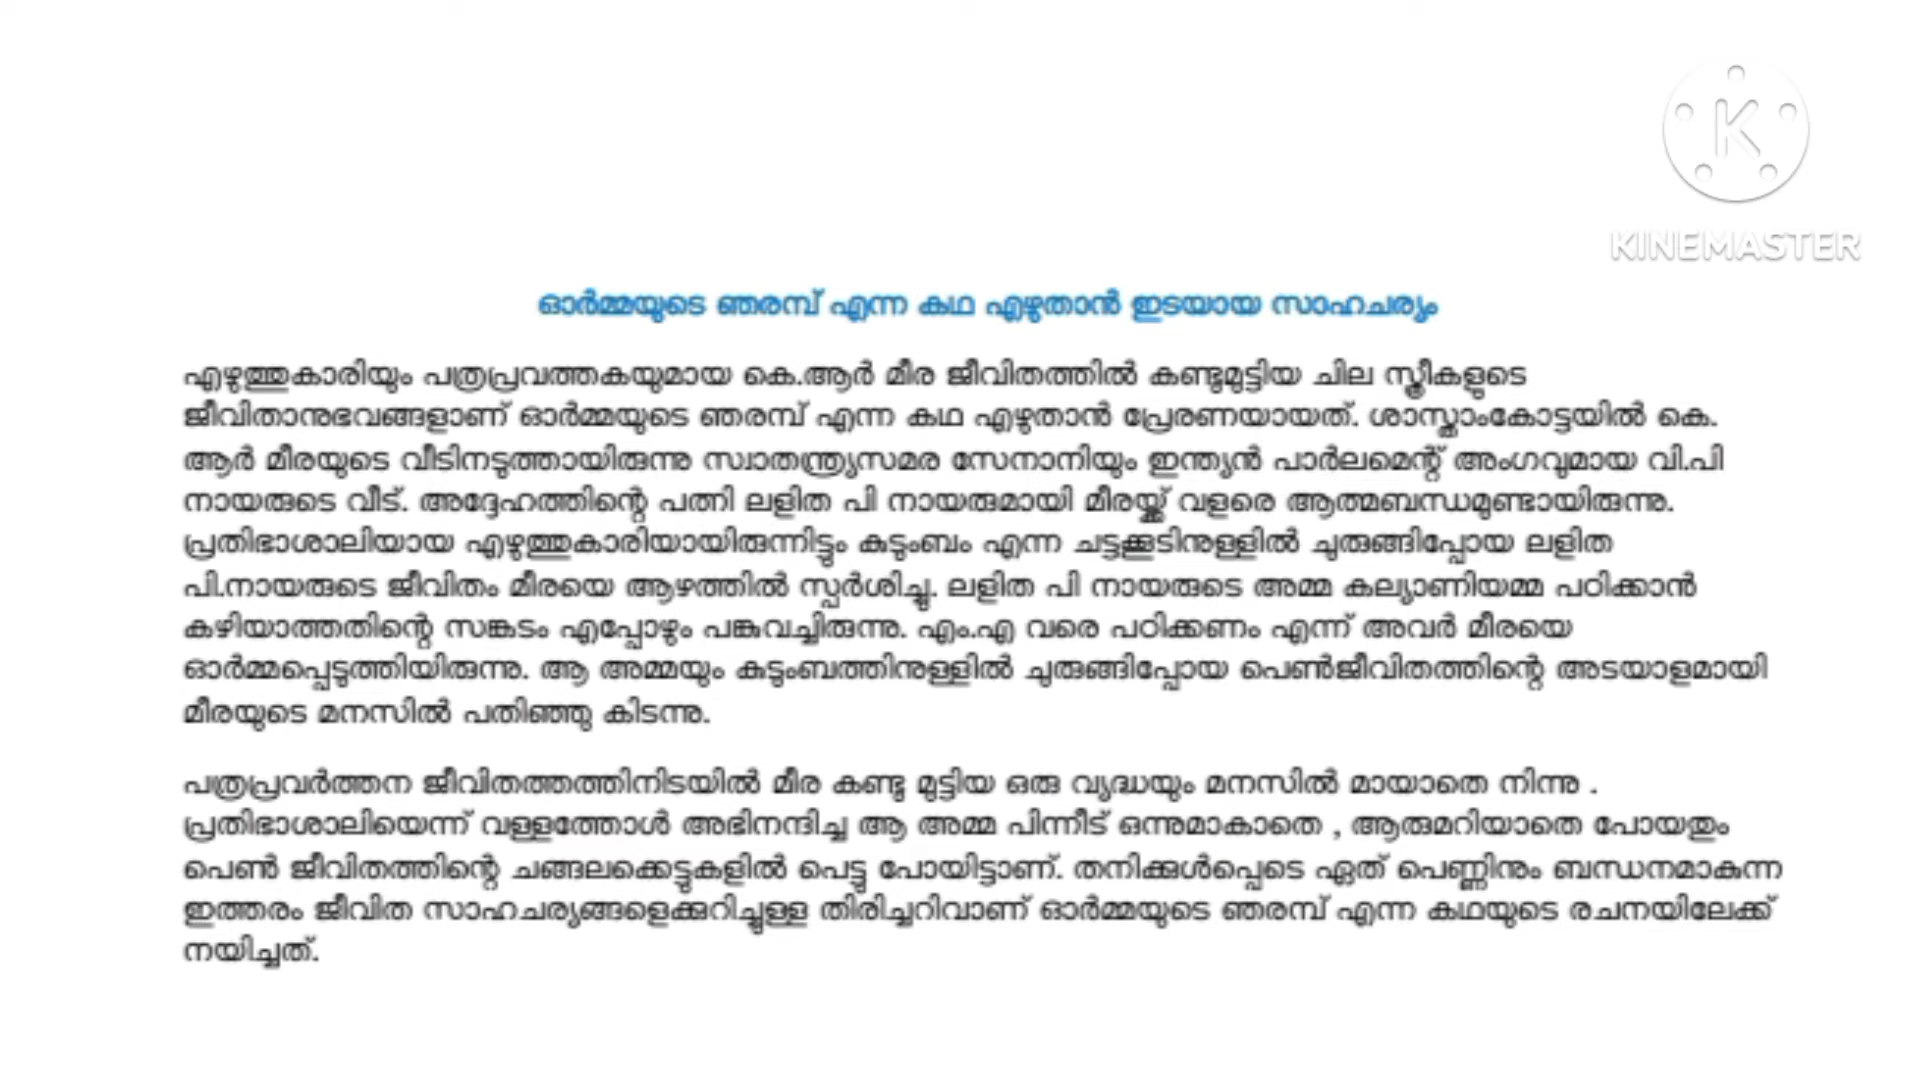 KINEMASTER
ഓർമ്മയുടെ ഞരമ്പ് എന്ന കഥ എഴുതാൻ ഇടയായ സാഹചര്യം
എഴുത്തുകാരിയും പത്രപ്രവത്തകയുമായ കെ.ആർ മീര ജീവിതത്തിൽ കണ്ടുമുട്ടിയ ചില സ്ത്രീകളുടെ
ജീവിതാനുഭവങ്ങളാണ് ഓർമ്മയുടെ ഞരമ്പ് എന്ന കഥ എഴുതാൻ പ്രേരണയായത്. ശാസ്താംകോട്ടയിൽ കെ.
ആർ മീരയുടെ വീടിനടുത്തായിരുന്നു സ്വാതന്ത്ര്യസമര സേനാനിയും ഇന്ത്യൻ പാർലമെന്റ് അംഗവുമായ വി.പി
നായരുടെ വീട്. അദ്ദേഹത്തിന്റെ പത്നി ലളിത പി നായരുമായി മീരയ്ക്ക് വളരെ ആത്മബന്ധമുണ്ടായിരുന്നു.
പ്രതിഭാശാലിയായ എഴുത്തുകാരിയായിരുന്നിട്ടും കുടുംബം എന്ന ചട്ടക്കൂടിനുള്ളിൽ ചുരുങ്ങിപ്പോയ ലളിത
പി.നായരുടെ ജീവിതം മീരയെ ആഴത്തിൽ സ്പർശിച്ചു. ലളിത പി നായരുടെ അമ്മ കല്യാണിയമ്മ പഠിക്കാൻ
കഴിയാത്തതിന്റെ സങ്കടം എപ്പോഴും പങ്കുവച്ചിരുന്നു. എം.എ വരെ പഠിക്കണം എന്ന് അവർ മീരയെ
ഓർമ്മപ്പെടുത്തിയിരുന്നു. ആ അമ്മയും കുടുംബത്തിനുള്ളിൽ ചുരുങ്ങിപ്പോയ പെൺജീവിതത്തിന്റെ അടയാളമായി
മീരയുടെ മനസിൽ പതിഞ്ഞു കിടന്നു.
പത്രപ്രവർത്തന ജീവിതത്തത്തിനിടയിൽ മീര കണ്ടു മുട്ടിയ ഒരു വൃദ്ധയും മനസിൽ മായാതെ നിന്നു .
പ്രതിഭാശാലിയെന്ന് വള്ളത്തോൾ അഭിനന്ദിച്ച ആ അമ്മ പിന്നീട് ഒന്നുമാകാതെ , ആരുമറിയാതെ പോയതും
പെൺ ജീവിതത്തിന്റെ ചങ്ങലക്കെട്ടുകളിൽ പെട്ടു പോയിട്ടാണ്. തനിക്കുൾപ്പെടെ ഏത് പെണ്ണിനും ബന്ധനമാകുന്ന
ഇത്തരം ജീവിത സാഹചര്യങ്ങളെക്കുറിച്ചുള്ള തിരിച്ചറിവാണ് ഓർമ്മയുടെ ഞരമ്പ് എന്ന കഥയുടെ രചനയിലേക്ക്
നയിച്ചത്.